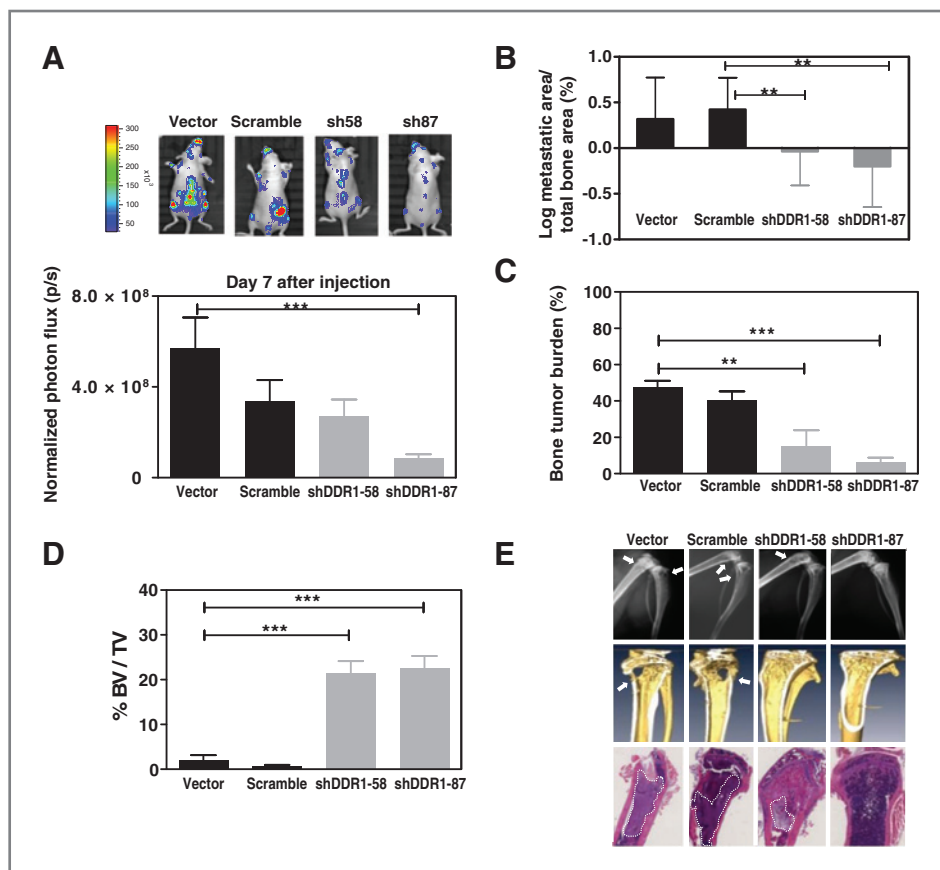 A
Vector Scramble sh58 sh87
300
250
200
150
100
50
x10³
Day 7 after injection
Normalized photon flux (p/s)
8.0 × 10⁸
4.0 × 10⁸
0
***
Vector Scramble shDDR1-58 shDDR1-87
B
Log metastatic area/
total bone area (%)
1.0
0.5
0.0
-0.5
-1.0
**
**
Vector Scramble shDDR1-58 shDDR1-87
C
Bone tumor burden (%)
100
80
60
40
20
0
***
**
Vector Scramble shDDR1-58 shDDR1-87
D
% BV / TV
40
30
20
10
0
***
***
Vector Scramble shDDR1-58 shDDR1-87
E
Vector Scramble shDDR1-58 shDDR1-87